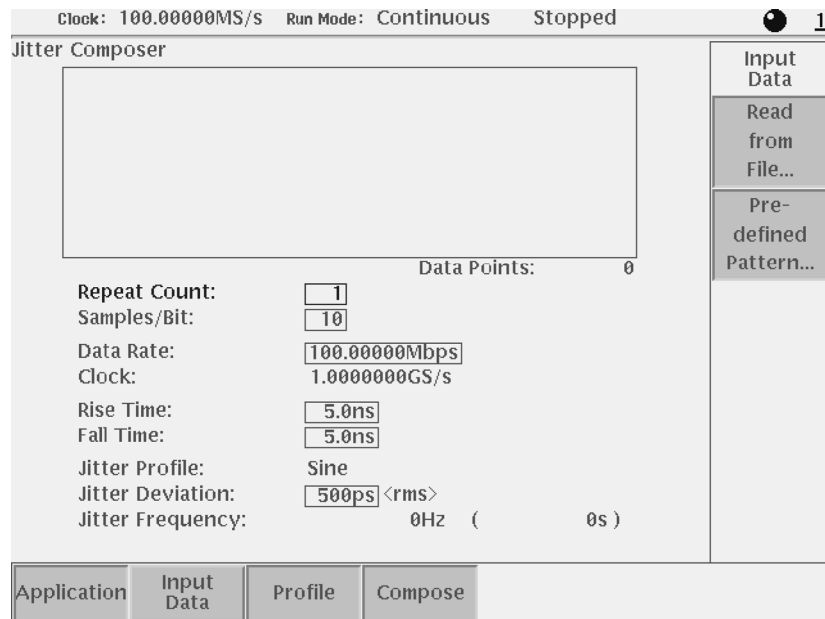 Clock: 100.00000MS/s Run Mode: Continuous Stopped 1
Jitter Composer
Input
Data
Read
from
File...
Pre-
defined
Pattern...
Data Points: 0
Repeat Count: 1
Samples/Bit: 10
Data Rate: 100.00000Mbps
Clock: 1.0000000GS/s
Rise Time: 5.0ns
Fall Time: 5.0ns
Jitter Profile: Sine
Jitter Deviation: 500ps <rms>
Jitter Frequency: 0Hz ( 0s )
Application
Input
Data
Profile
Compose